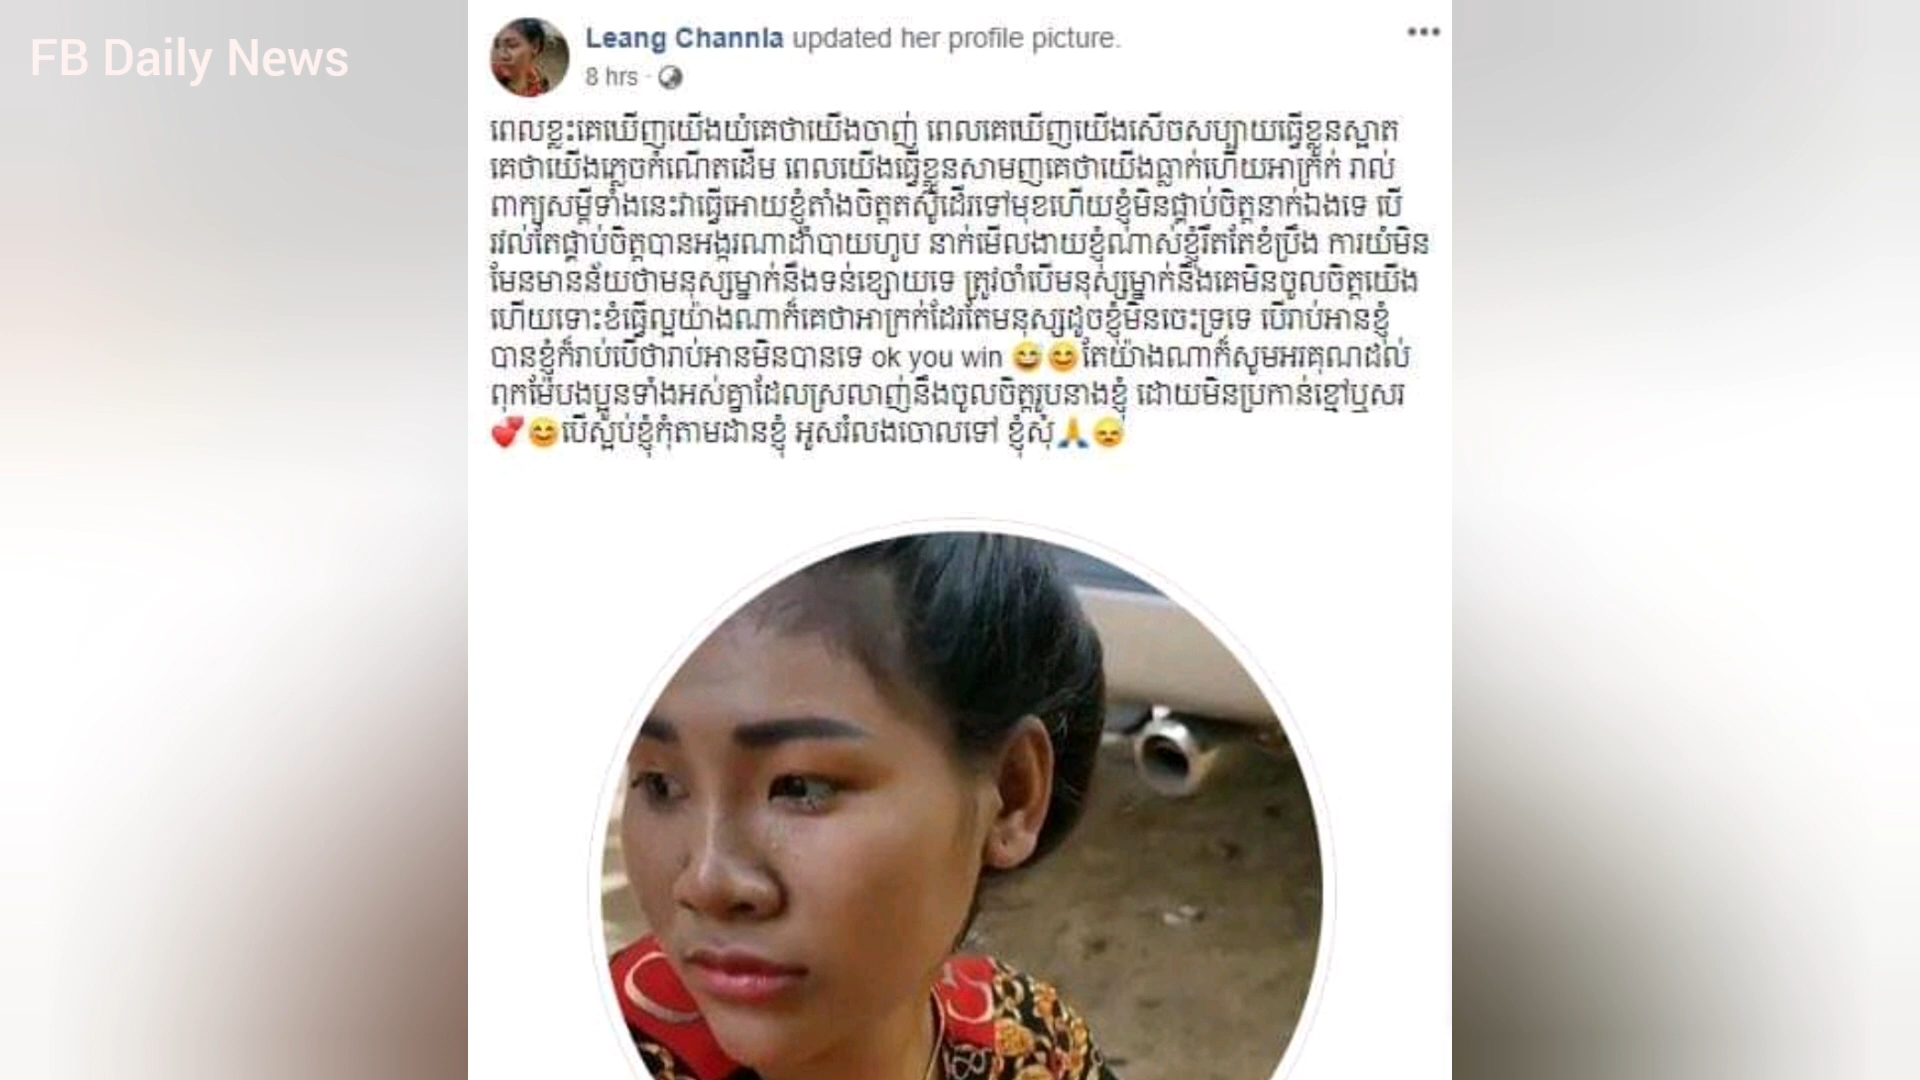 FB Daily News
Leang Channla updated her profile picture.
8 hrs ·
ពេលខ្លះគេឃើញយើងយំគេថាយើងចាញ់ ពេលគេឃើញយើងសើចសប្បាយធ្វើខ្លួនស្អាត
គេថាយើងភ្លេចកំណើតដើម ពេលយើងធ្វើខ្លួនសាមញគេថាយើងធ្លាក់ហើយអាក្រក់ រាល់
ពាក្យសម្ដីទាំងនេះវាធ្វើអោយខ្ញុំតាំងចិត្តតស៊ូដើរទៅមុខហើយខ្ញុំមិនផ្គាប់ចិត្តនាក់ឯងទេ បើ
រវល់តែផ្គាប់ចិត្តបានអង្ករណាដាំបាយហូប នាក់មើលងាយខ្ញុំណាស់ខ្ញុំរឹតតែខំប្រឹង ការយំមិន
មែនមានន័យថាមនុស្សម្នាក់នឹងទន់ខ្សោយទេ ត្រូវចាំបើមនុស្សម្នាក់នឹងគេមិនចូលចិត្តយើង
ហើយទោះខំធ្វើល្អយ៉ាងណាក៏គេថាអាក្រក់ដែរតែមនុស្សដូចខ្ញុំមិនចេះទ្រទេ បើរាប់អានខ្ញុំ
បានខ្ញុំក៏រាប់បើថារាប់អានមិនបានទេ ok you win 😅😊តែយ៉ាងណាក៏សូមអរគុណដល់
ពុកម៉ែបងប្អូនទាំងអស់គ្នាដែលស្រលាញ់នឹងចូលចិត្តរូបនាងខ្ញុំ ដោយមិនប្រកាន់ខ្មៅឬសរ
💕😊បើស្អប់ខ្ញុំកុំតាមដានខ្ញុំ អូសរំលងចោលទៅ ខ្ញុំសុំ🙏😪